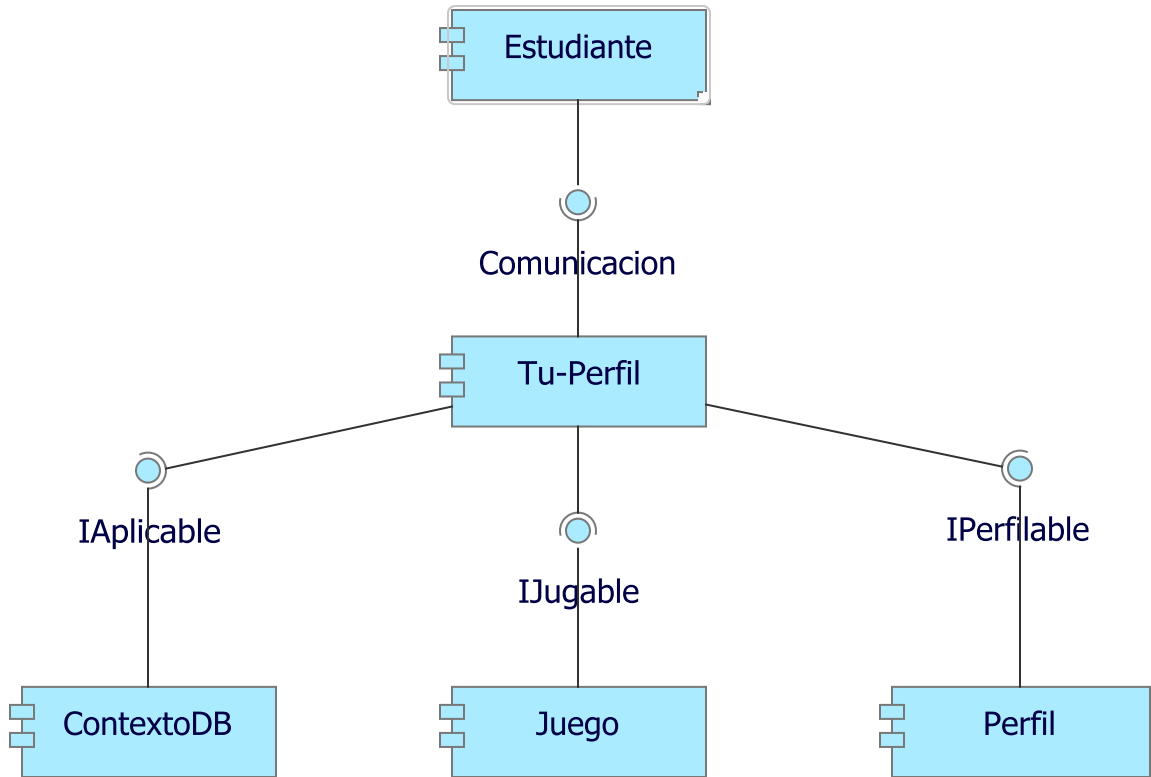 Estudiante
Comunicacion
Tu-Perfil
IAplicable
IJugable
IPerfilable
ContextoDB
Juego
Perfil